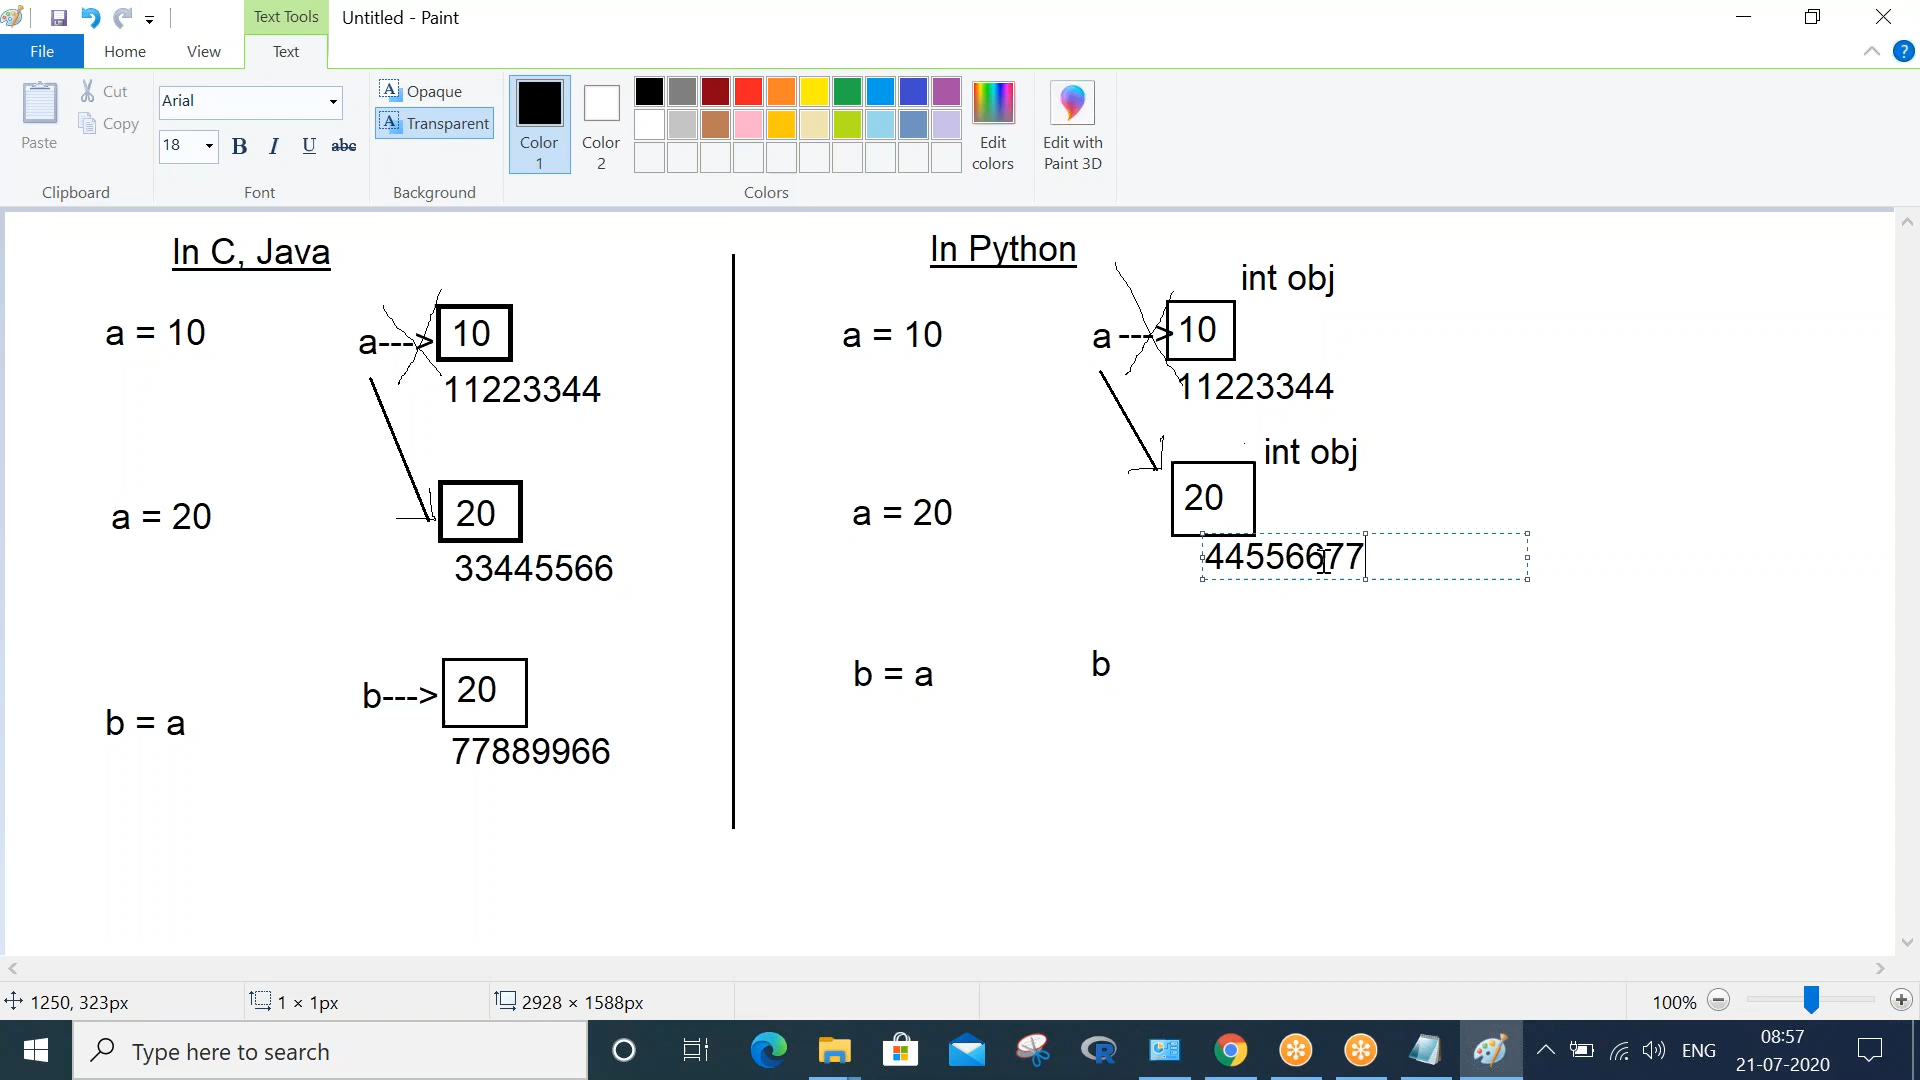 Text Tools
Untitled - Paint
File
Home
View
Text
Paste
Cut
Copy
Clipboard
Arial
18
B
I
U
abc
Font
A Opaque
A Transparent
Background
Color
1
Color
2
Colors
Edit
colors
Edit with
Paint 3D
In C, Java
a = 10
a---->
10
11223344
a = 20
20
33445566
b = a
b--->
20
77889966
In Python
int obj
a = 10
a ---->
10
11223344
int obj
a = 20
20
44556677
b = a
b
1250, 323px
1 × 1px
2928 × 1588px
100%
Type here to search
ENG
08:57
21-07-2020